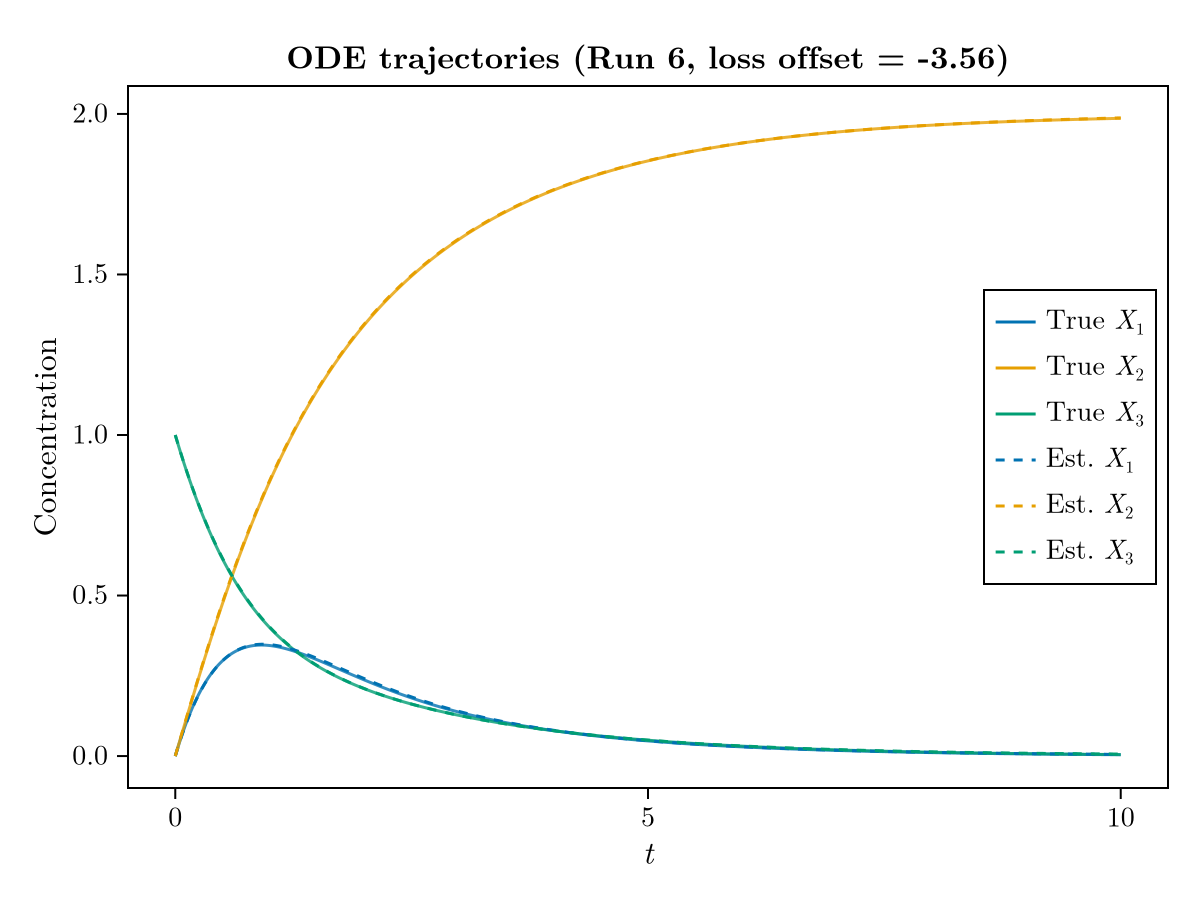 ODE trajectories (Run 6, loss offset = -3.56)
2.0
1.5
1.0
0.5
0.0
Concentration
0
5
10
t
True X₁
True X₂
True X₃
Est. X₁
Est. X₂
Est. X₃